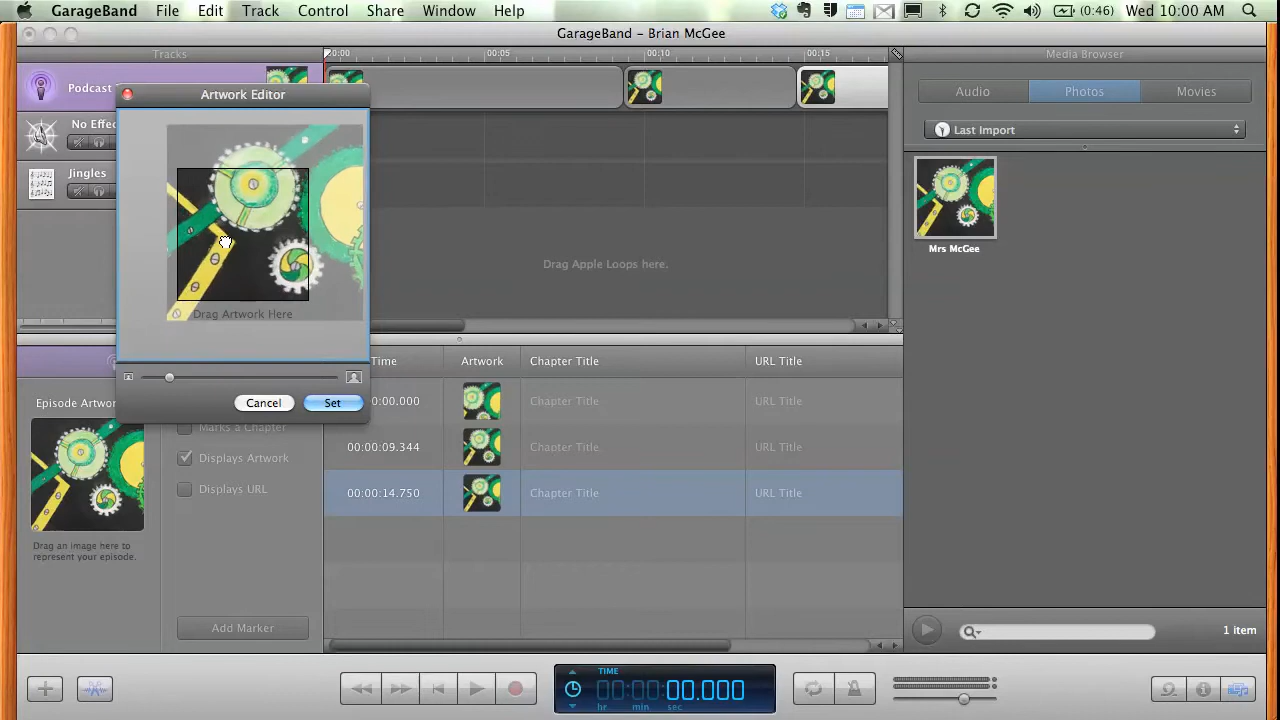 GarageBand File Edit Track Control Share Window Help (0:46) Wed 10:00 AM
GarageBand - Brian McGee
Tracks 0:00 00:05 00:10 00:15 Media Browser
Podcast
Artwork Editor
Audio Photos Movies
No Effe
Last Import
Jingles
Mrs McGee
Drag Apple Loops here.
Drag Artwork Here
Time Artwork Chapter Title URL Title
Cancel Set
Episode Artwo
00.000 Chapter Title URL Title
Marks a Chapter
00:00:09.344 Chapter Title URL Title
Displays Artwork
Displays URL
00:00:14.750 Chapter Title URL Title
Drag an image here to
represent your episode.
Add Marker
1 item
TIME
00:00:00.000
hr min sec